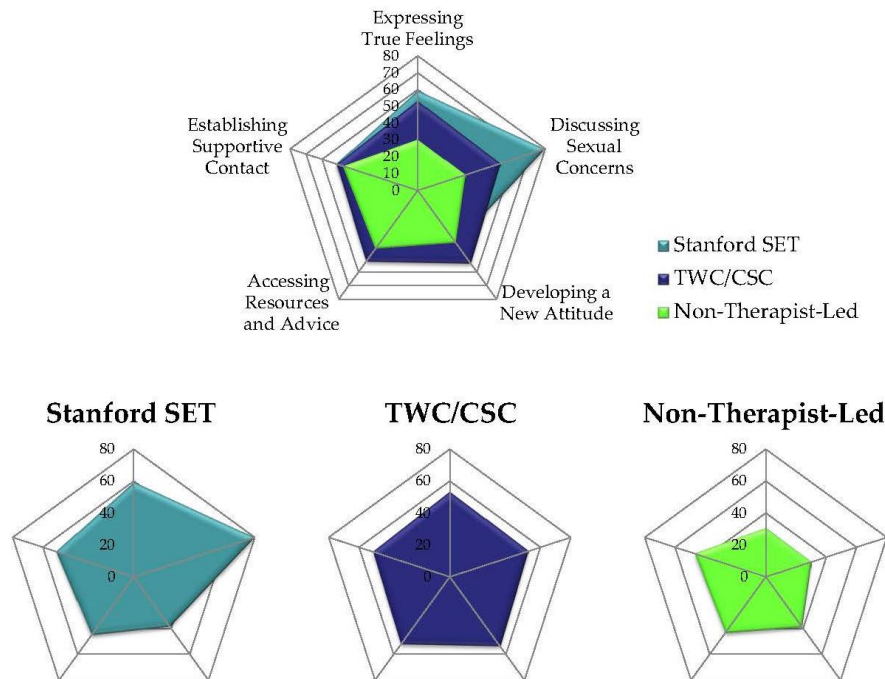 Expressing
True Feelings
80
70
60
50
40
30
20
10
0
Establishing
Supportive
Contact
Discussing
Sexual
Concerns
Accessing
Resources
and Advice
Developing a
New Attitude
Stanford SET
TWC/CSC
Non-Therapist-Led
Stanford SET
80
60
40
20
0
TWC/CSC
80
60
40
20
0
Non-Therapist-Led
80
60
40
20
0